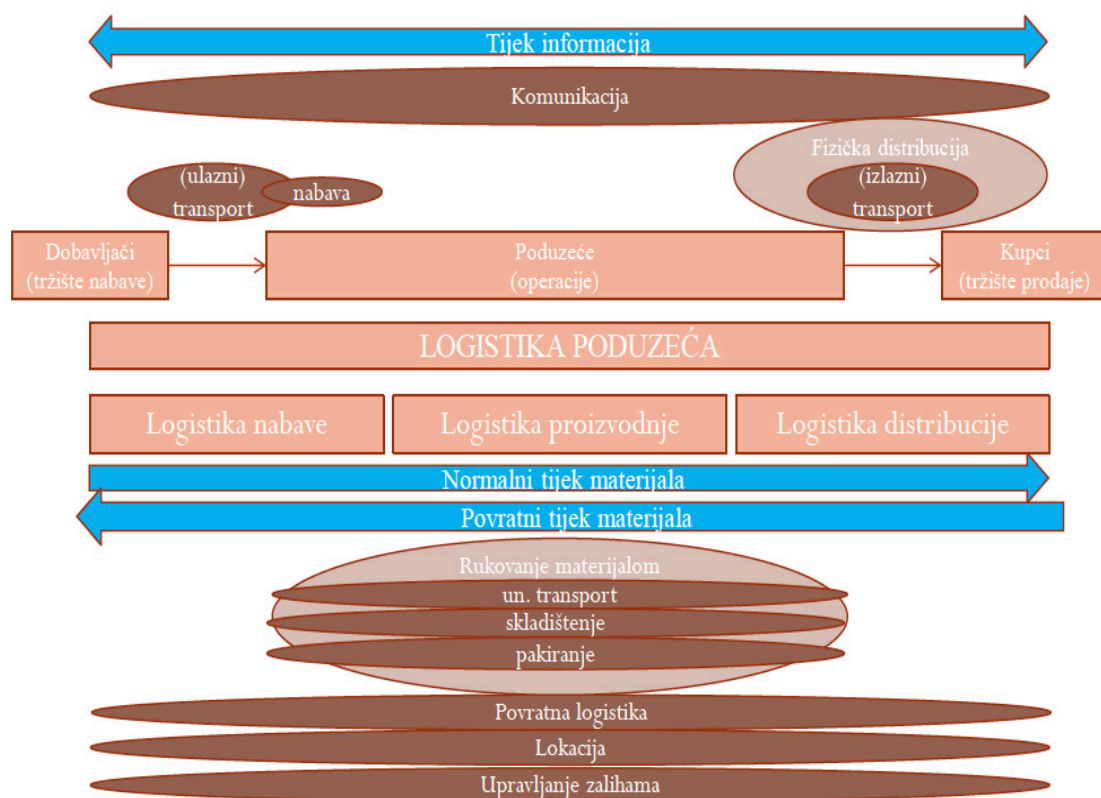 Tijek informacija
Komunikacija
Fizička distribucija
(ulazni)
transport
nabava
(izlazni)
transport
Dobavljači
(tržište nabave)
Poduzeće
(operacije)
Kupci
(tržište prodaje)
LOGISTIKA PODUZEĆA
Logistika nabave
Logistika proizvodnje
Logistika distribucije
Normalni tijek materijala
Povratni tijek materijala
Rukovanje materijalom
un. transport
skladištenje
pakiranje
Povratna logistika
Lokacija
Upravljanje zalihama